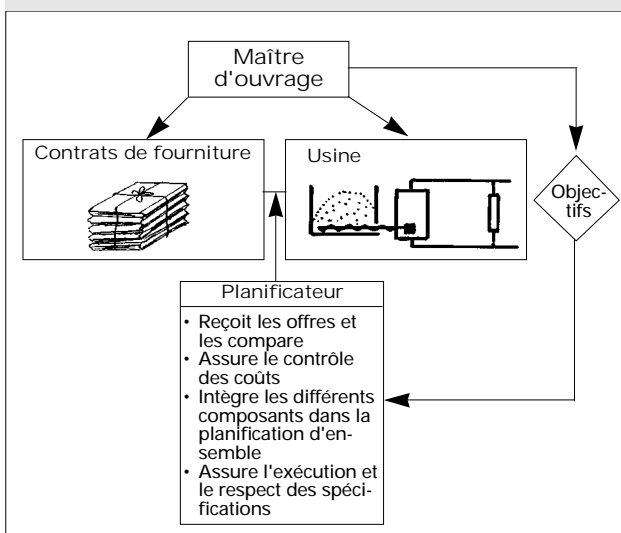 Maître
d'ouvrage
Contrats de fourniture
Usine
Objec-
tifs
Planificateur
• Reçoit les offres et
les compare
• Assure le contrôle
des coûts
• Intègre les différents
composants dans la
planification d'en-
semble
• Assure l'exécution et
le respect des spéci-
fications